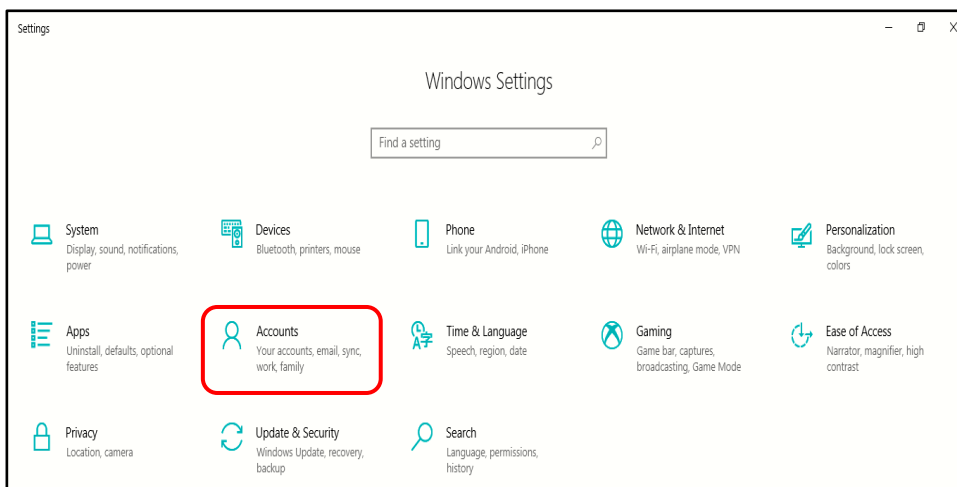 Settings
Windows Settings
Find a setting
System
Display, sound, notifications,
power
Devices
Bluetooth, printers, mouse
Phone
Link your Android, iPhone
Network & Internet
Wi-Fi, airplane mode, VPN
Personalization
Background, lock screen,
colors
Apps
Uninstall, defaults, optional
features
Accounts
Your accounts, email, sync,
work, family
Time & Language
Speech, region, date
Gaming
Game bar, captures,
broadcasting, Game Mode
Ease of Access
Narrator, magnifier, high
contrast
Privacy
Location, camera
Update & Security
Windows Update, recovery,
backup
Search
Language, permissions,
history